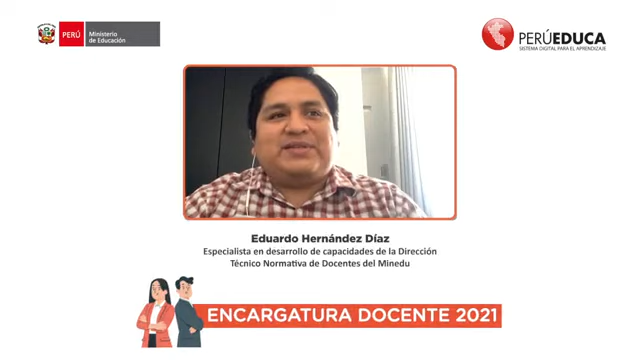 PERÚ
Ministerio
de Educación
PERÚEDUCA
SISTEMA DIGITAL PARA EL APRENDIZAJE
Eduardo Hernández Díaz
Especialista en desarrollo de capacidades de la Dirección
Técnico Normativa de Docentes del Minedu
ENCARGATURA DOCENTE 2021